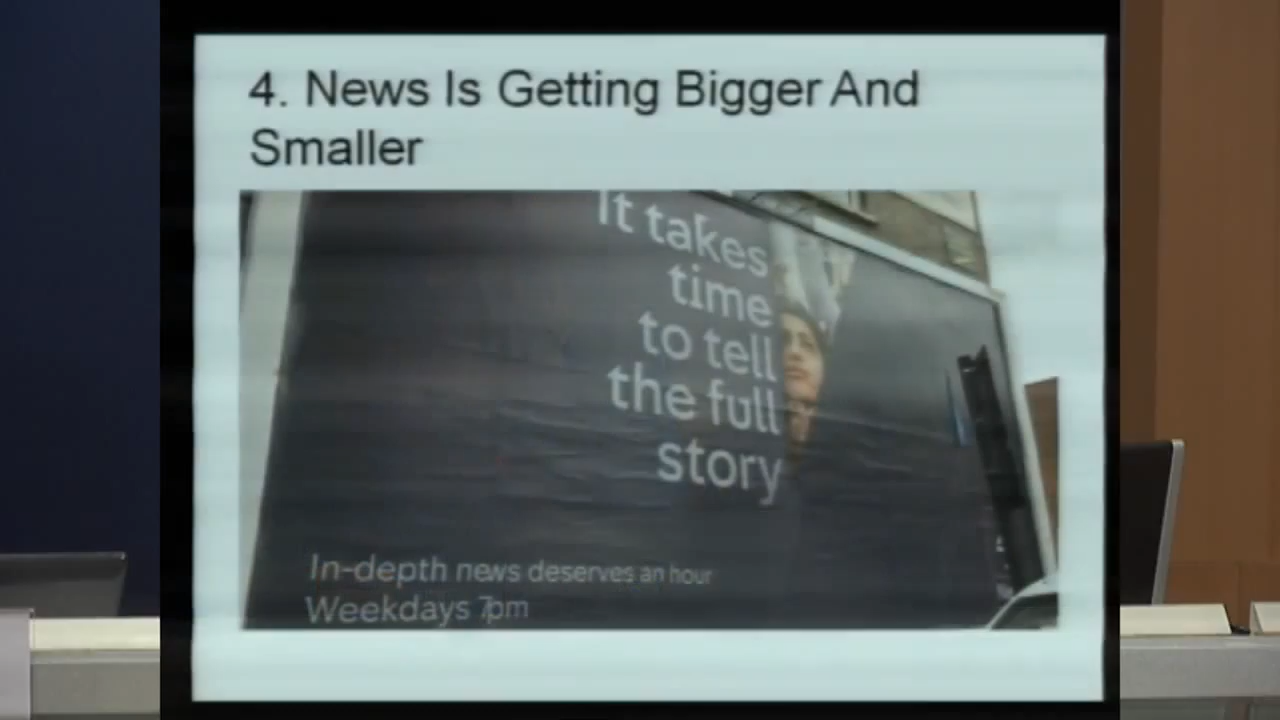 4. News Is Getting Bigger And
Smaller
It takes
time
to tell
the full
story
In-depth news deserves an hour
Weekdays 7pm